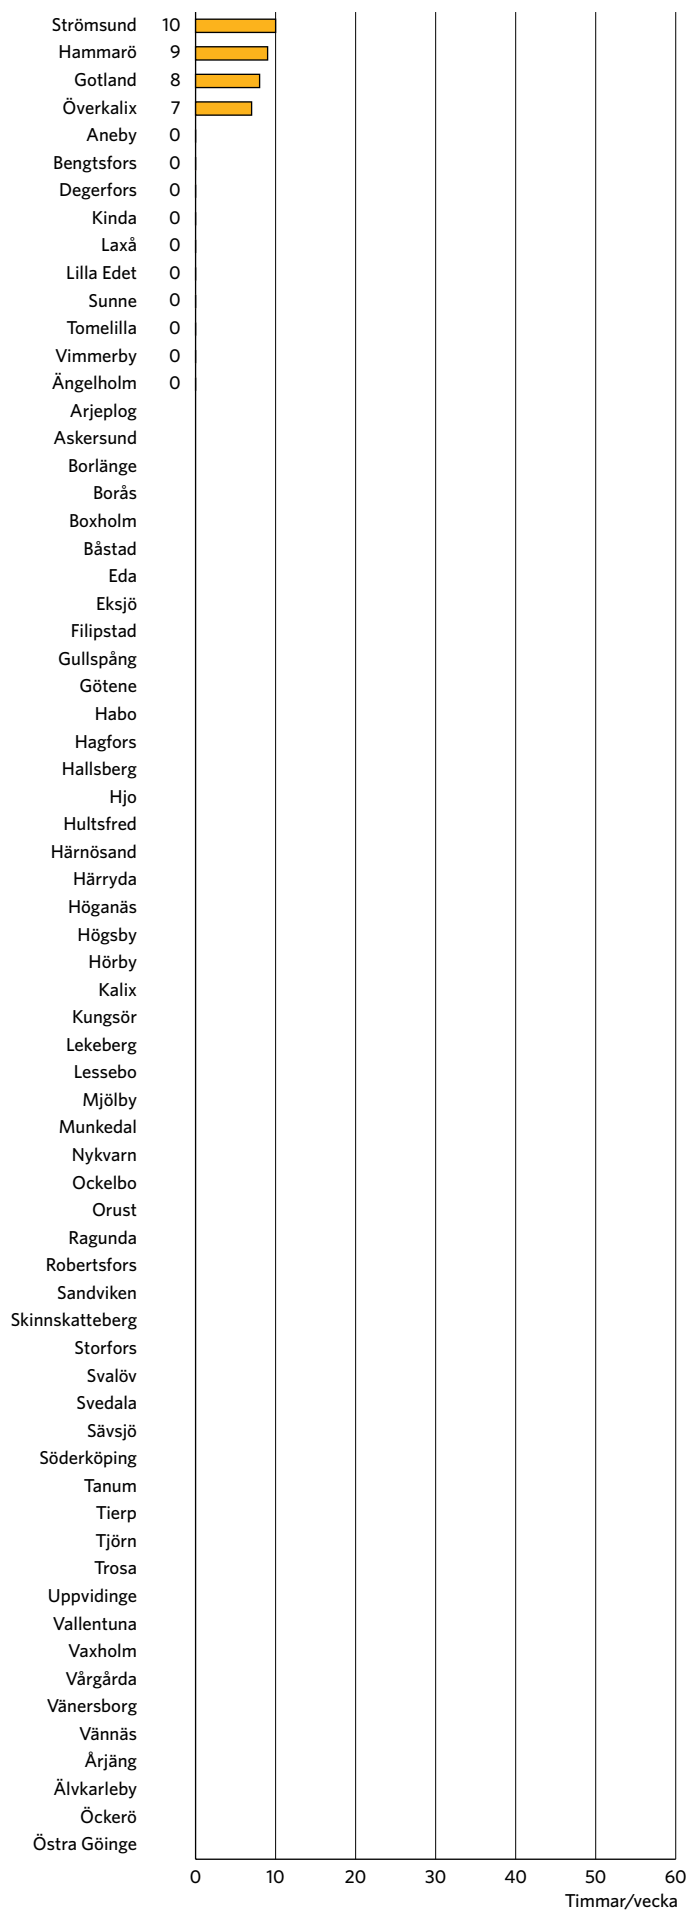 Strömsund 10
Hammarö 9
Gotland 8
Överkalix 7
Aneby 0
Bengtsfors 0
Degerfors 0
Kinda 0
Laxå 0
Lilla Edet 0
Sunne 0
Tomelilla 0
Vimmerby 0
Ängelholm 0
Arjeplog
Askersund
Borlänge
Borås
Boxholm
Båstad
Eda
Eksjö
Filipstad
Gullspång
Götene
Habo
Hagfors
Hallsberg
Hjo
Hultsfred
Härnösand
Härryda
Höganäs
Högsby
Hörby
Kalix
Kungsör
Lekeberg
Lessebo
Mjölby
Munkedal
Nykvarn
Ockelbo
Orust
Ragunda
Robertsfors
Sandviken
Skinnskatteberg
Storfors
Svalöv
Svedala
Sävsjö
Söderköping
Tanum
Tierp
Tjörn
Trosa
Uppvidinge
Vallentuna
Vaxholm
Vårgårda
Vänersborg
Vännäs
Årjäng
Älvkarleby
Öckerö
Östra Göinge
0 10 20 30 40 50 60
Timmar/vecka